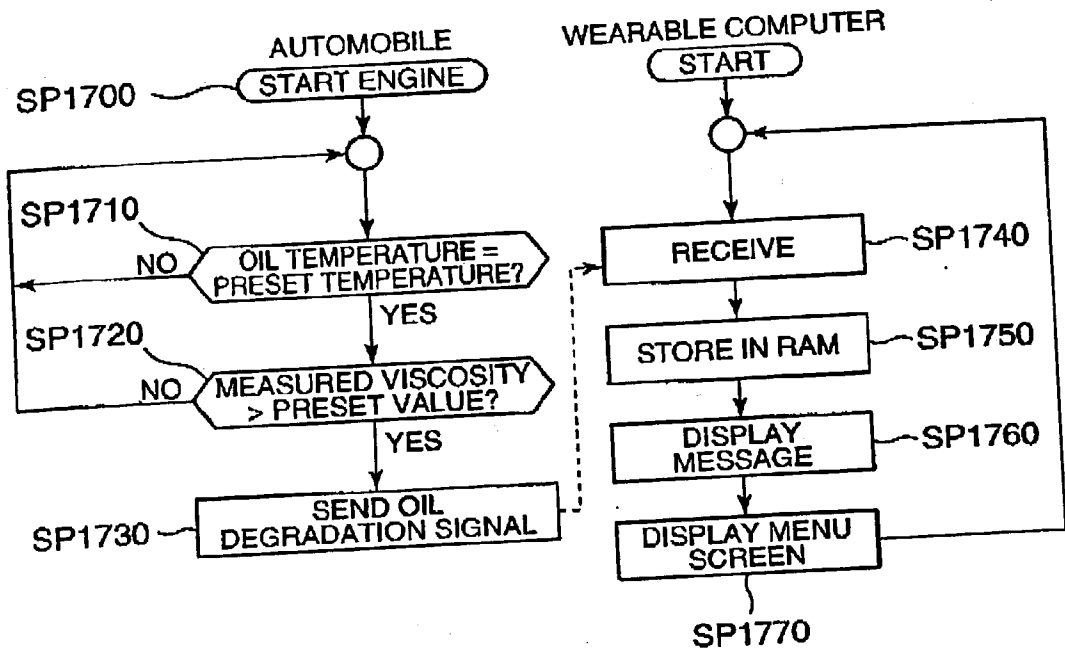 AUTOMOBILE
START ENGINE
SP1700
SP1710
OIL TEMPERATURE =
PRESET TEMPERATURE?
NO
YES
SP1720
MEASURED VISCOSITY
> PRESET VALUE?
NO
YES
SEND OIL
DEGRADATION SIGNAL
SP1730
WEARABLE COMPUTER
START
RECEIVE
SP1740
STORE IN RAM
SP1750
DISPLAY
MESSAGE
SP1760
DISPLAY MENU
SCREEN
SP1770